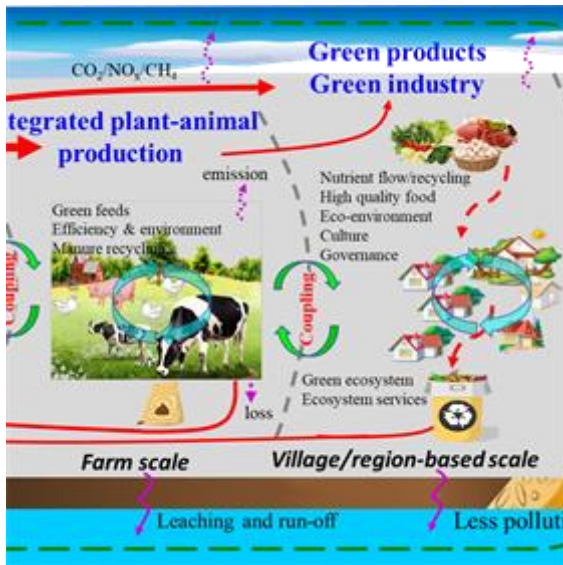 Green products
Green industry
CO₂/NOₓ/CH₄
tegrated plant-animal
production
emission
Nutrient flow/recycling
High quality food
Eco-environment
Culture
Governance
Green feeds
Efficiency & environment
Manure recycling
Coupling
Coupling
Green ecosystem
Ecosystem services
loss
Farm scale
Village/region-based scale
Leaching and run-off
Less polluti